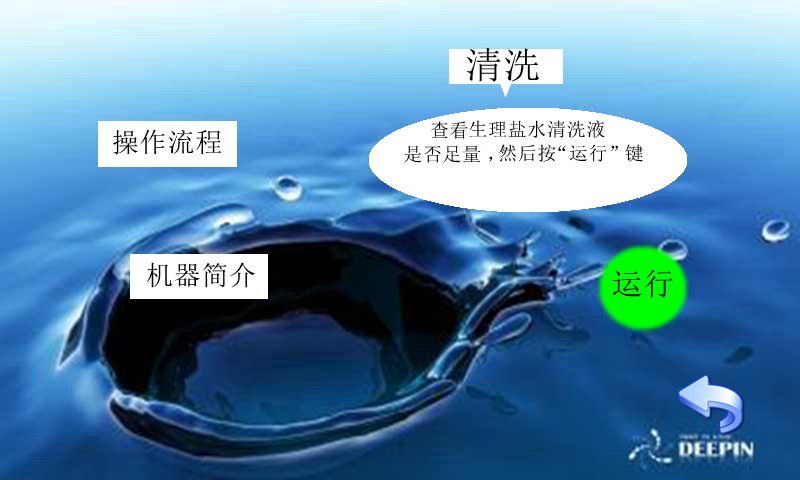 清洗
操作流程
查看生理盐水清洗液
是否足量，然后按“运行”键
机器简介
运行
DEEPIN